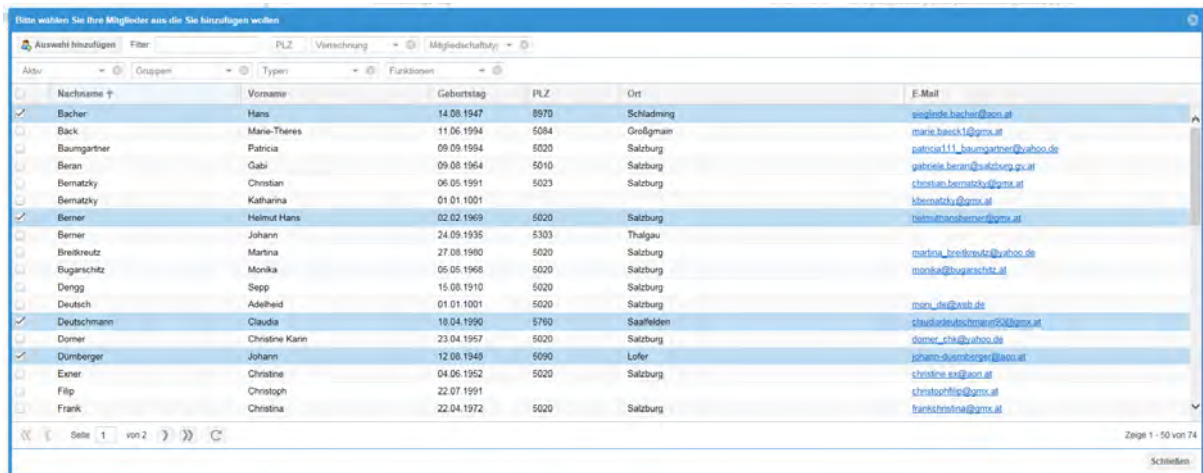 Bitte wählen Sie Ihre Mitglieder aus die Sie hinzufügen wollen
Auswahl hinzufügen Filter: PLZ Verrechnung Mitgliedschaftstyp
Aktiv Gruppen Typen Funktionen
Nachname Vorname Geburtstag PLZ Ort E-Mail
Bacher Hans 14.08.1947 8970 Schladming sieglinde.bacher@aon.at
Bäck Marie-Theres 11.06.1994 5084 Großgmain marie.baeck1@gmx.at
Baumgartner Patricia 09.09.1994 5020 Salzburg patricia111_baumgartner@yahoo.de
Beran Gabi 09.08.1964 5010 Salzburg gabriele.beran@salzburg.gv.at
Bernatzky Christian 06.05.1991 5023 Salzburg christian.bernatzky@gmx.at
Bernatzky Katharina 01.01.1001 kbernatzky@gmx.at
Berner Helmut Hans 02.02.1969 5020 Salzburg helmuthansberner@gmx.at
Berner Johann 24.09.1935 5303 Thalgau
Breitkreutz Martina 27.08.1980 5020 Salzburg martina_breitkreutz@yahoo.de
Bugarschitz Monika 05.05.1968 5020 Salzburg monika@bugarschitz.at
Dengg Sepp 15.08.1910 5020 Salzburg
Deutsch Adelheid 01.01.1001 5020 Salzburg moni_de@web.de
Deutschmann Claudia 18.04.1990 5760 Saalfelden claudiadeutschmann90@gmx.at
Dorner Christine Karin 23.04.1957 5020 Salzburg dorner_chk@yahoo.de
Dürnberger Johann 12.08.1948 5090 Lofer johann-duernberger@aon.at
Exner Christine 04.06.1952 5020 Salzburg christine.ex@aon.at
Filip Christoph 22.07.1991 christophfilip@gmx.at
Frank Christina 22.04.1972 5020 Salzburg frankchristina@gmx.at
Seite 1 von 2 Zeige 1 - 50 von 74
Schließen